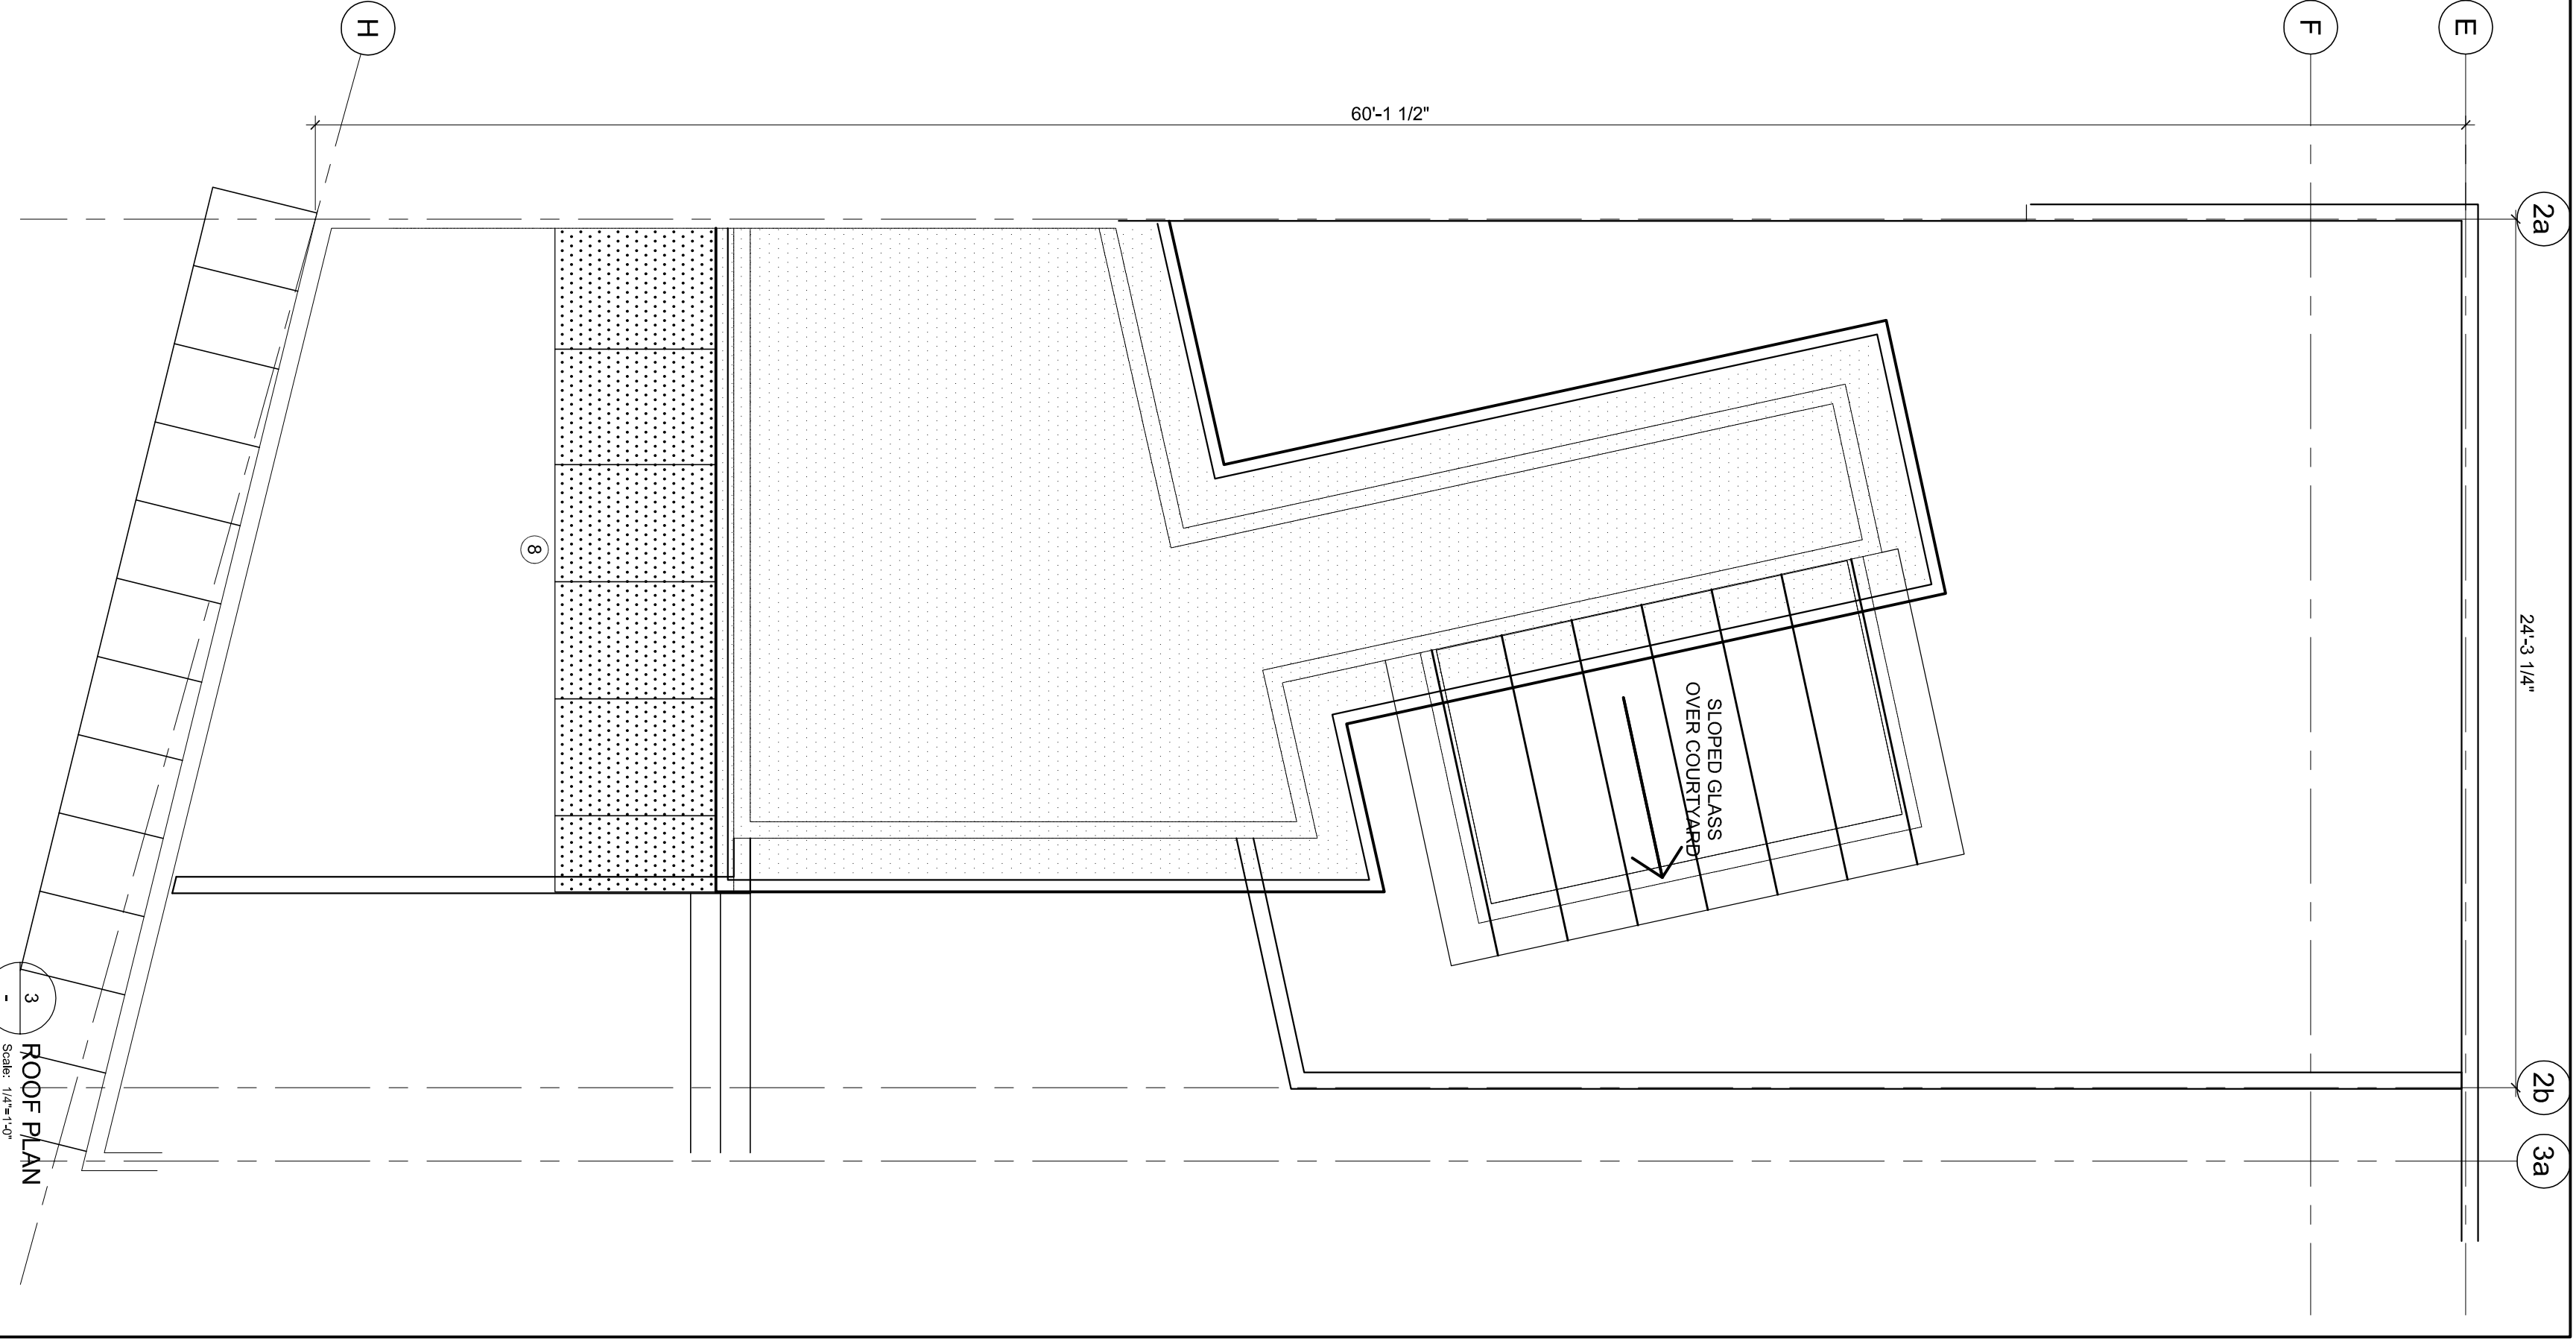 H
F
E
60'-1 1/2"
2a
24'-3 1/4"
2b
3a
8
SLOPED GLASS
OVER COURTYARD
3
-
ROOF PLAN
Scale: 1/4"=1'-0"